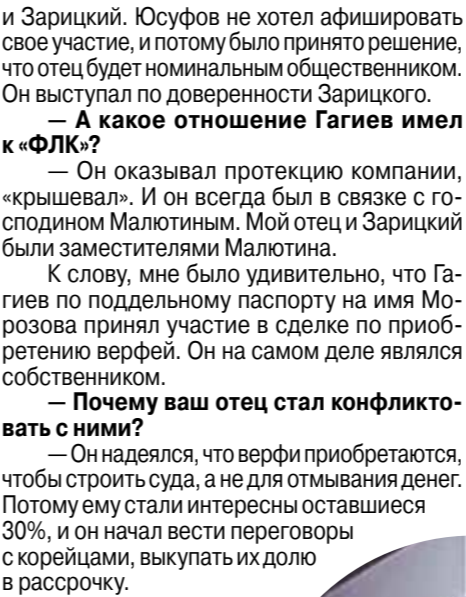 и Зарицкий. Юсуфов не хотел афишировать
свое участие, и потому было принято решение,
что отец будет номинальным общественником.
Он выступал по доверенности Зарицкого.
— А какое отношение Гагиев имел
к «ФЛК»?
— Он оказывал протекцию компании,
«крышевал». И он всегда был в связке с го-
сподином Малютиным. Мой отец и Зарицкий
были заместителями Малютина.
К слову, мне было удивительно, что Га-
гиев по поддельному паспорту на имя Мо-
розова принял участие в сделке по приоб-
ретению верфей. Он на самом деле являлся
собственником.
— Почему ваш отец стал конфликто-
вать с ними?
— Он надеялся, что верфи приобретаются,
чтобы строить суда, а не для отмывания денег.
Потому ему стали интересны оставшиеся
30%, и он начал вести переговоры
с корейцами, выкупать их долю
в рассрочку.